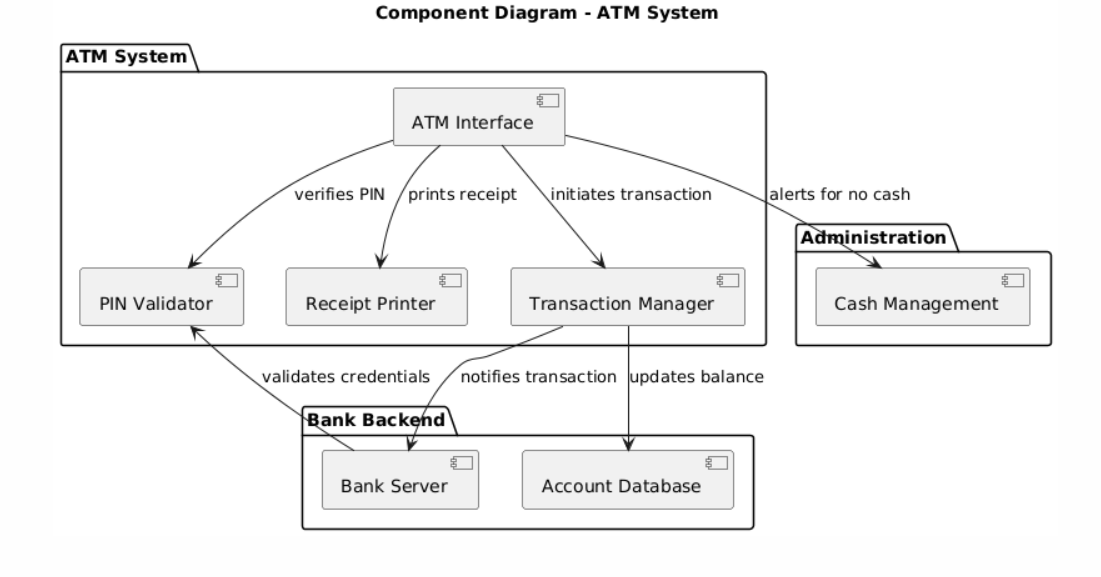 Component Diagram - ATM System
ATM System
ATM Interface
verifies PIN
prints receipt
initiates transaction
alerts for no cash
Administration
PIN Validator
Receipt Printer
Transaction Manager
Cash Management
validates credentials
notifies transaction
updates balance
Bank Backend
Bank Server
Account Database